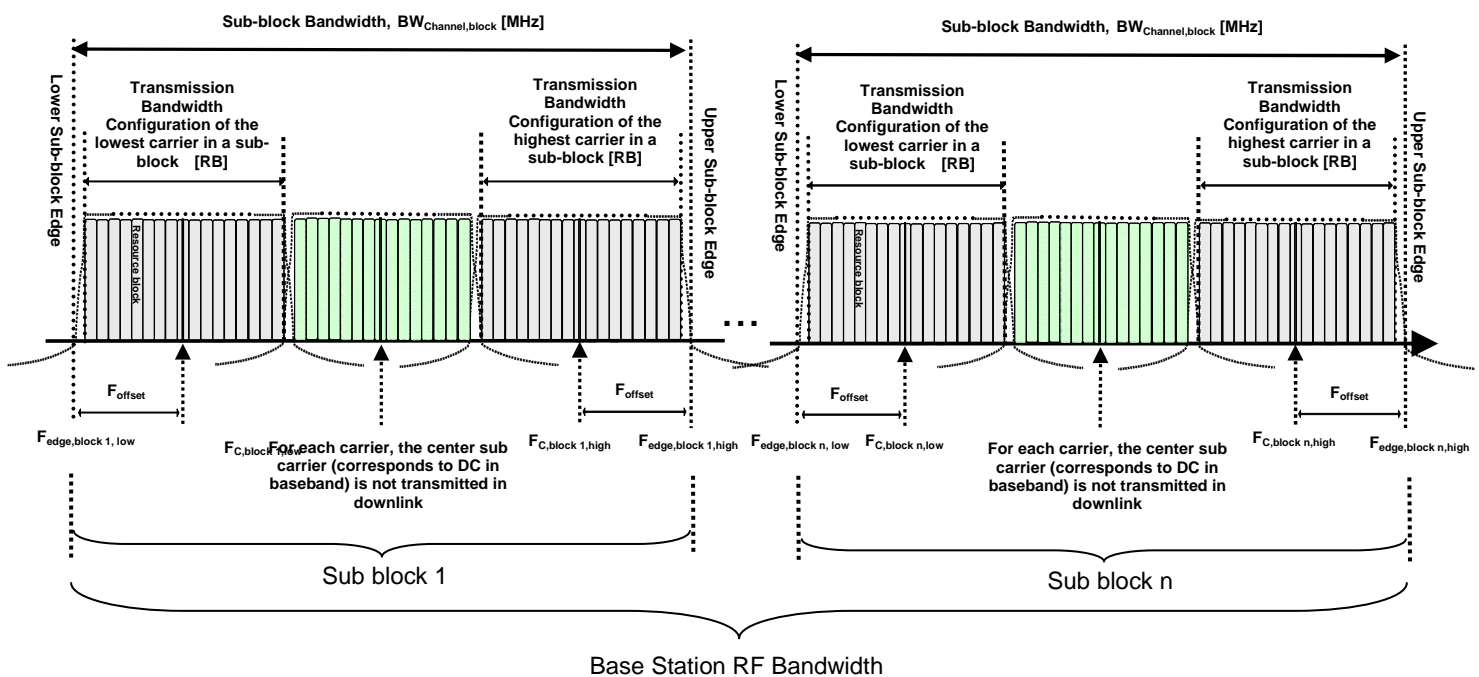 Sub-block Bandwidth, BWChannel,block [MHz]
Sub-block Bandwidth, BWChannel,block [MHz]
Lower Sub-block Edge
Transmission
Bandwidth
Configuration of the
lowest carrier in a sub-
block [RB]
Transmission
Bandwidth
Configuration of the
highest carrier in a
sub-block [RB]
Upper Sub-block Edge
Lower Sub-block Edge
Transmission
Bandwidth
Configuration of the
lowest carrier in a
sub-block [RB]
Transmission
Bandwidth
Configuration of the
highest carrier in a
sub-block [RB]
Upper Sub-block Edge
Resource block
...
Resource block
Foffset
Foffset
Foffset
Foffset
Fedge,block 1, low
FC,block 1,low
FC,block 1,high
Fedge,block 1,high
Fedge,block n, low
FC,block n,low
FC,block n,high
Fedge,block n,high
For each carrier, the center sub
carrier (corresponds to DC in
baseband) is not transmitted in
downlink
For each carrier, the center sub
carrier (corresponds to DC in
baseband) is not transmitted in
downlink
Sub block 1
Sub block n
Base Station RF Bandwidth